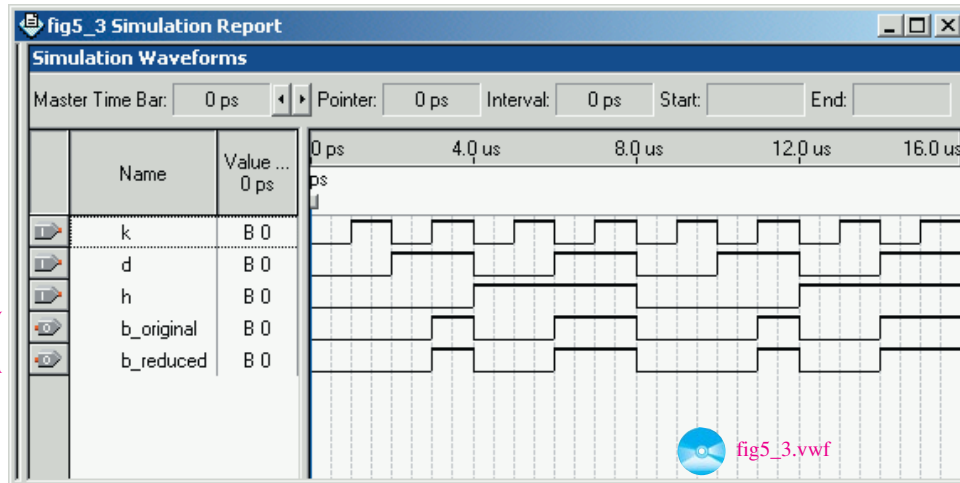 fig5_3 Simulation Report
Simulation Waveforms
Master Time Bar: 0 ps Pointer: 0 ps Interval: 0 ps Start: End:
Name Value ... 0 ps
0 ps 4.0 us 8.0 us 12.0 us 16.0 us
ps
k B 0
d B 0
h B 0
b_original B 0
b_reduced B 0
fig5_3.vwf